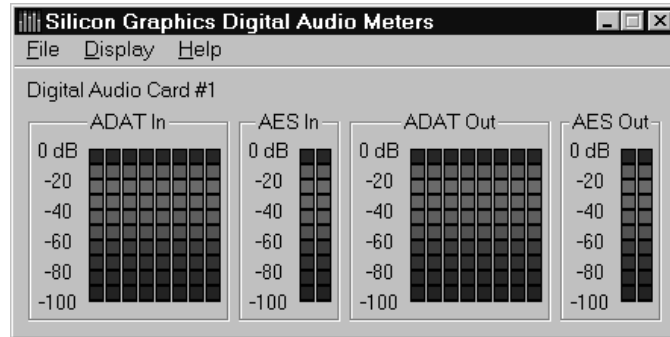 Silicon Graphics Digital Audio Meters
File Display Help
Digital Audio Card #1
ADAT In
0 dB
-20
-40
-60
-80
-100
AES In
0 dB
-20
-40
-60
-80
-100
ADAT Out
0 dB
-20
-40
-60
-80
-100
AES Out
0 dB
-20
-40
-60
-80
-100